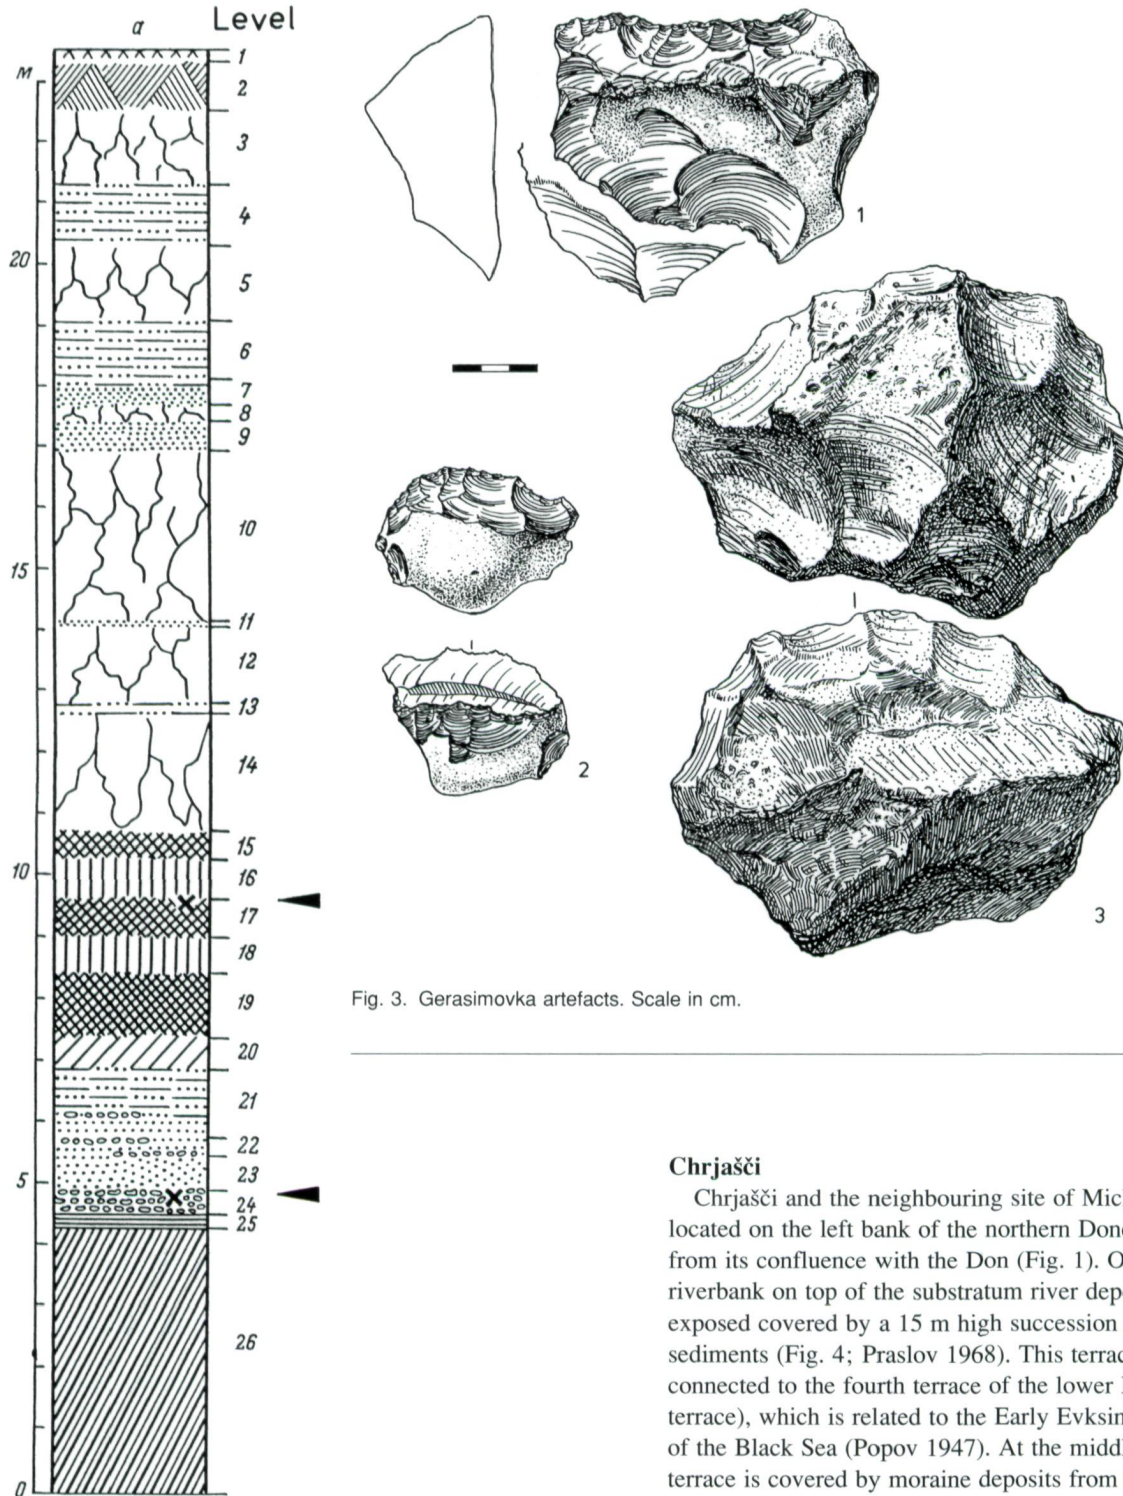 a
Level
M
1
2
3
4
20
5
6
7
8
9
10
15
11
12
13
14
15
10
16
17
18
19
20
21
22
5
23
24
25
26
0
1
2
3
Fig. 3. Gerasimovka artefacts. Scale in cm.
Chrjašči
Chrjašči and the neighbouring site of
located on the left bank of the northern
from its confluence with the Don (Fig. 1).
riverbank on top of the substratum river
exposed covered by a 15 m high succession
sediments (Fig. 4; Praslov 1968). This
connected to the fourth terrace of the lower
terrace), which is related to the Early
of the Black Sea (Popov 1947). At the
terrace is covered by moraine deposits from